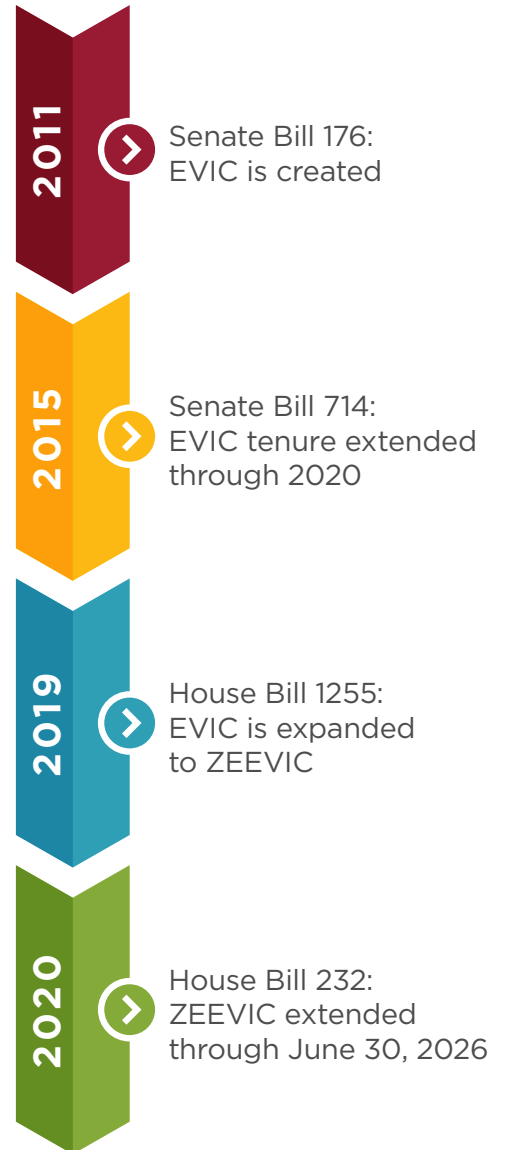 2011
Senate Bill 176:
EVIC is created
2015
Senate Bill 714:
EVIC tenure extended
through 2020
2019
House Bill 1255:
EVIC is expanded
to ZEEVIC
2020
House Bill 232:
ZEEVIC extended
through June 30, 2026